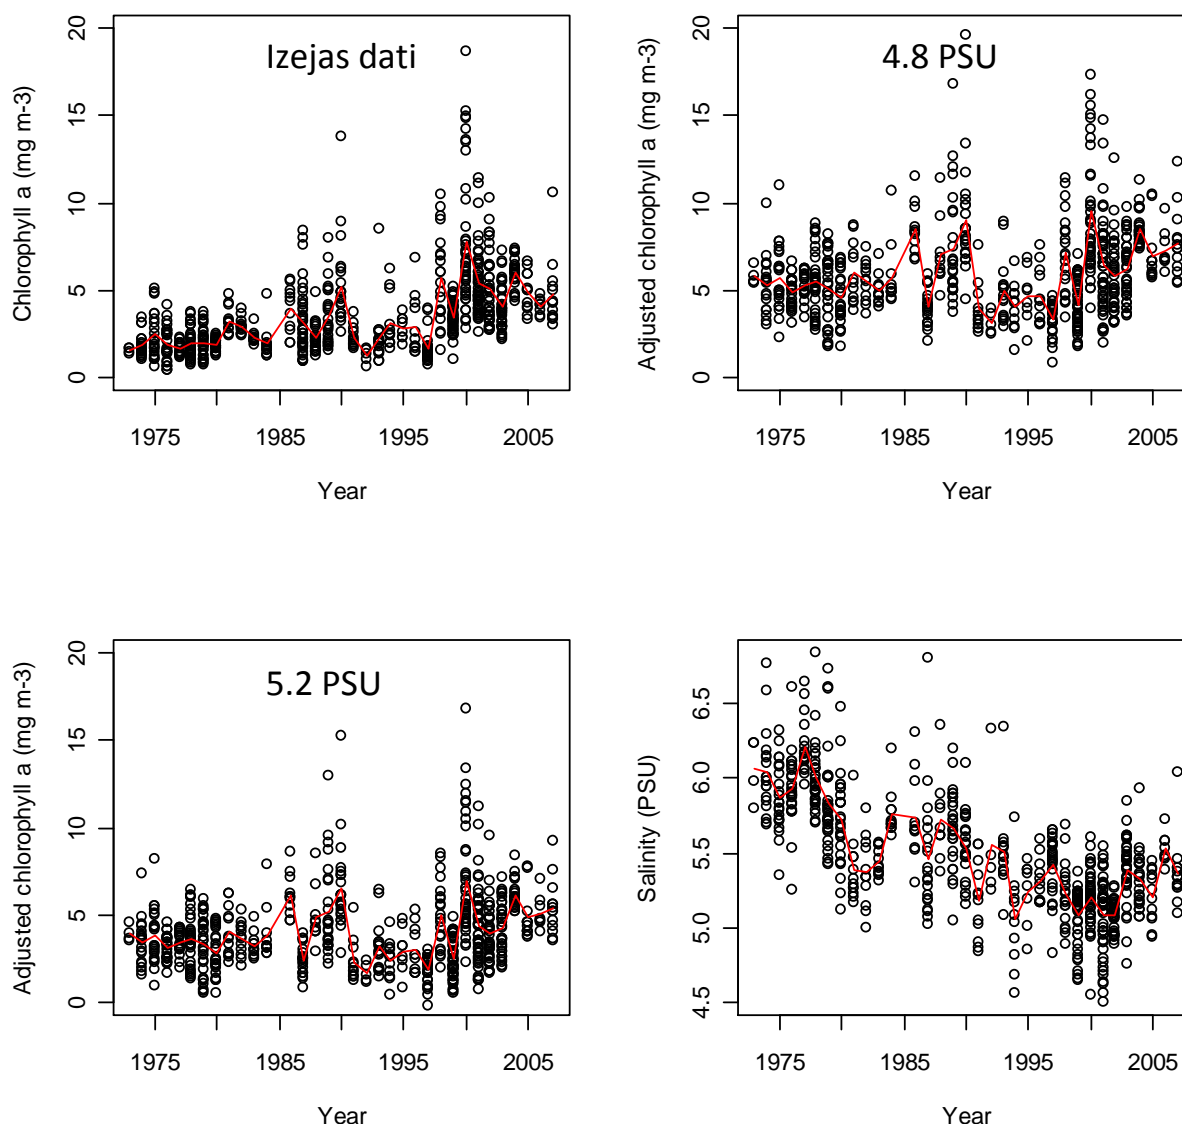 Izejas dati
Chlorophyll a (mg m-3)
20
15
10
5
0
1975 1985 1995 2005
Year
4.8 PSU
Adjusted chlorophyll a (mg m-3)
20
15
10
5
0
1975 1985 1995 2005
Year
5.2 PSU
Adjusted chlorophyll a (mg m-3)
20
15
10
5
0
1975 1985 1995 2005
Year
Salinity (PSU)
6.5
6.0
5.5
5.0
4.5
1975 1985 1995 2005
Year